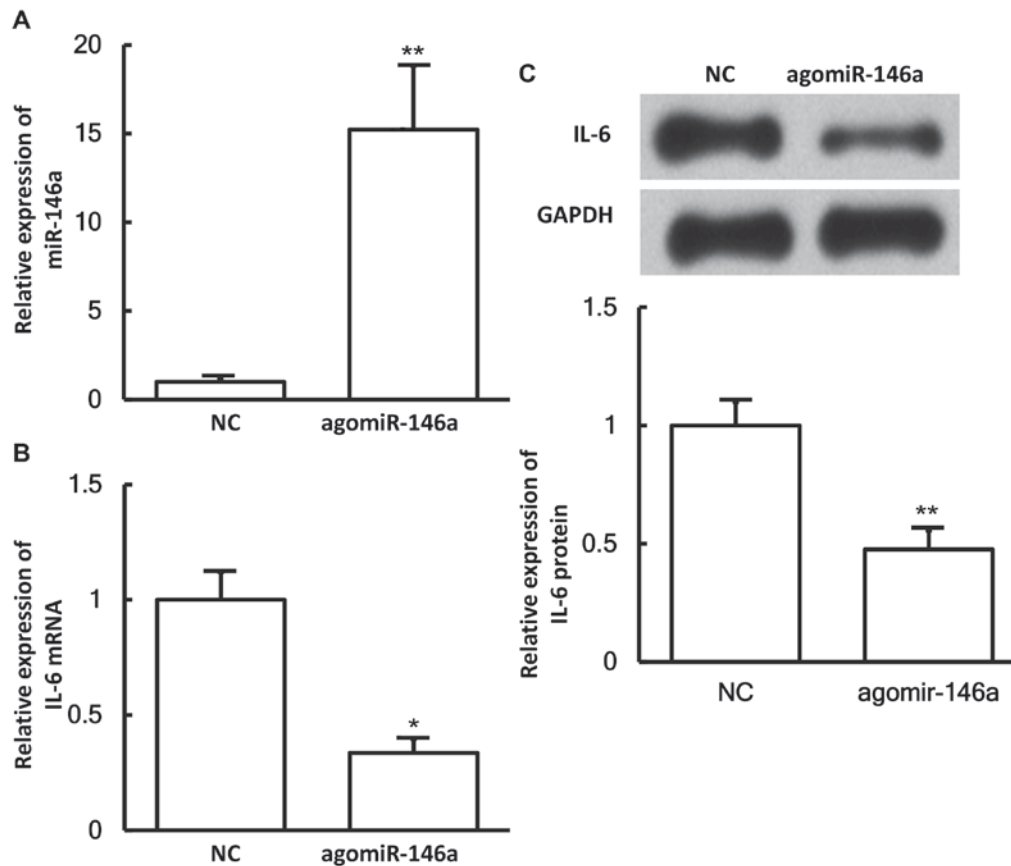 A
Relative expression of
miR-146a
20
15
10
5
0
**
NC
agomiR-146a
B
Relative expression of
IL-6 mRNA
1.5
1
0.5
0
*
NC
agomiR-146a
C
NC
agomiR-146a
IL-6
GAPDH
Relative expression of
IL-6 protein
1.5
1
0.5
0
**
NC
agomir-146a